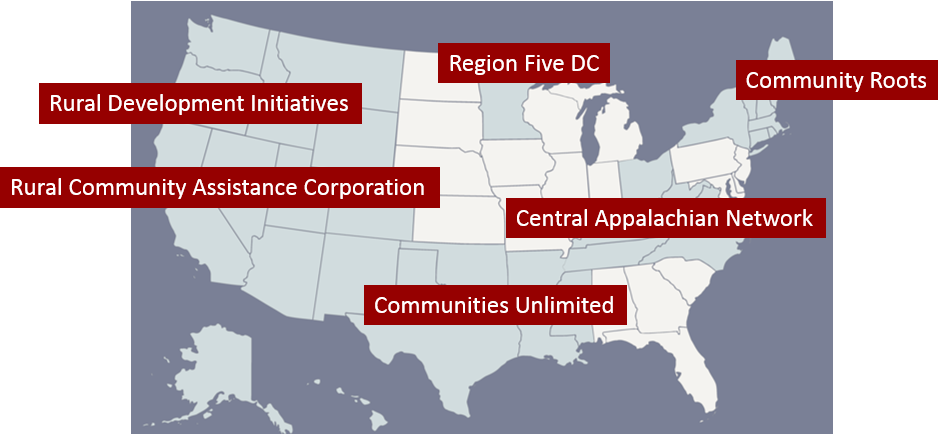 Region Five DC
Community Roots
Rural Development Initiatives
Rural Community Assistance Corporation
Central Appalachian Network
Communities Unlimited